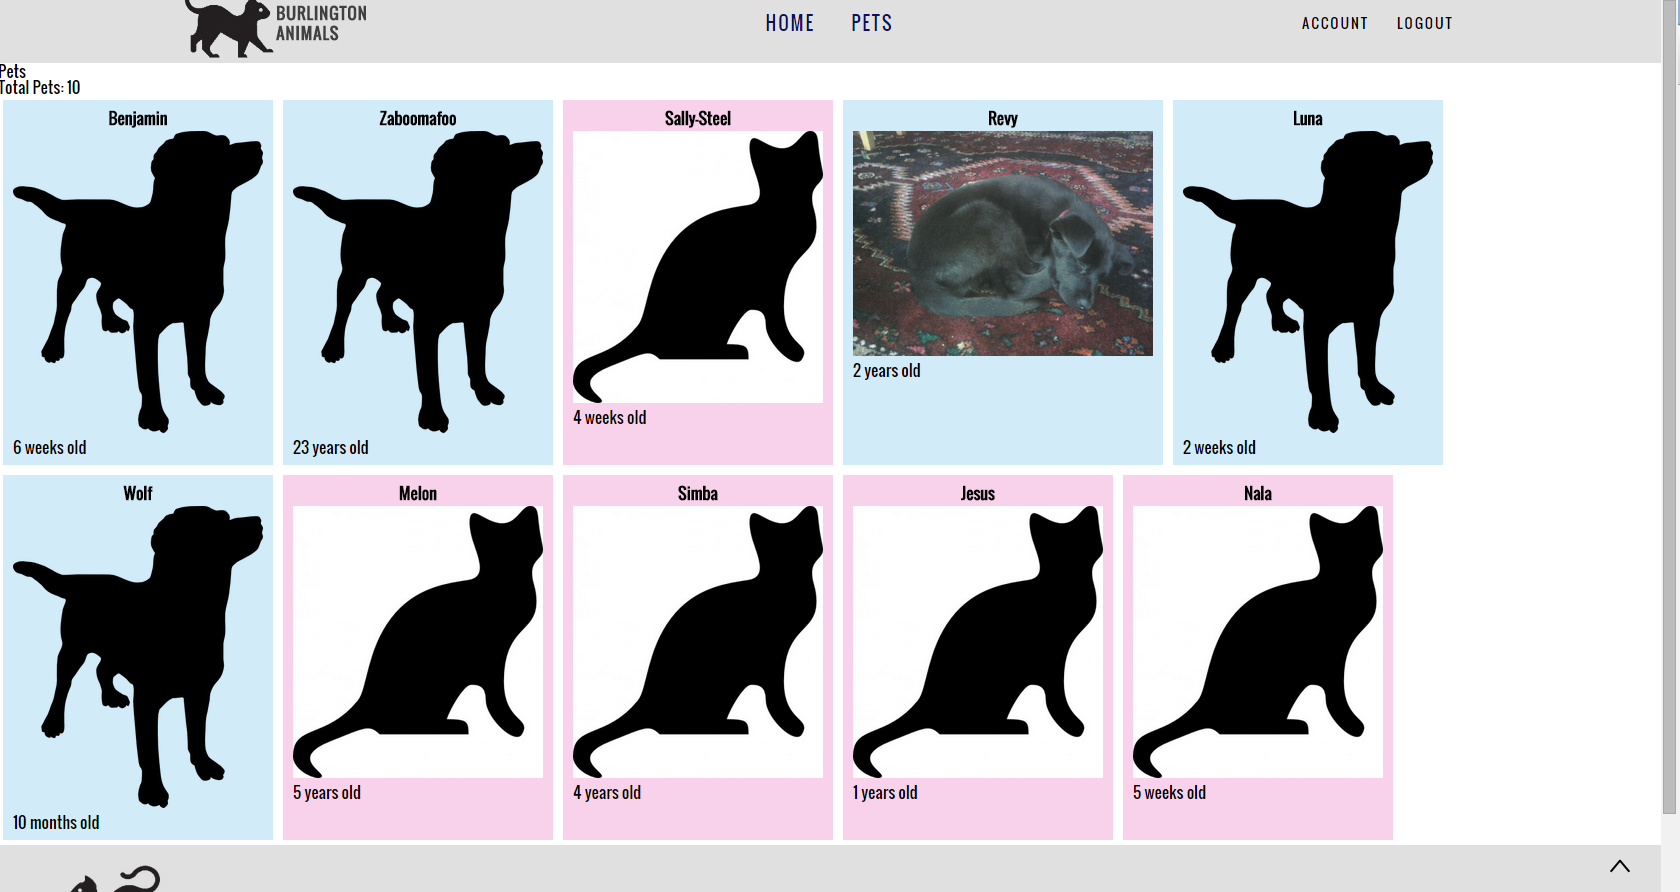 BURLINGTON
ANIMALS
HOME PETS
ACCOUNT LOGOUT
Pets
Total Pets: 10
Benjamin
6 weeks old
Zaboomafoo
23 years old
Sally-Steel
4 weeks old
Revy
2 years old
Luna
2 weeks old
Wolf
10 months old
Melon
5 years old
Simba
4 years old
Jesus
1 years old
Nala
5 weeks old